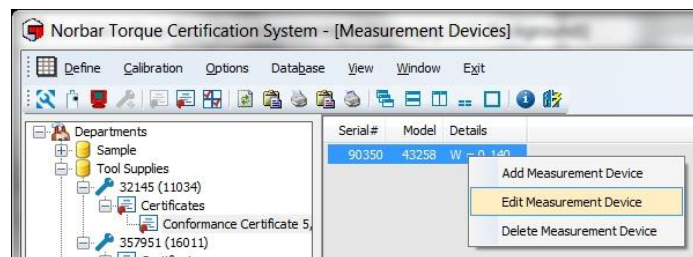 Norbar Torque Certification System - [Measurement Devices]
Define Calibration Options Database View Window Exit
Departments
Sample
Tool Supplies
32145 (11034)
Certificates
Conformance Certificate 5,
357951 (16011)
Serial# Model Details
90350 43258 W = 0.140
Add Measurement Device
Edit Measurement Device
Delete Measurement Device